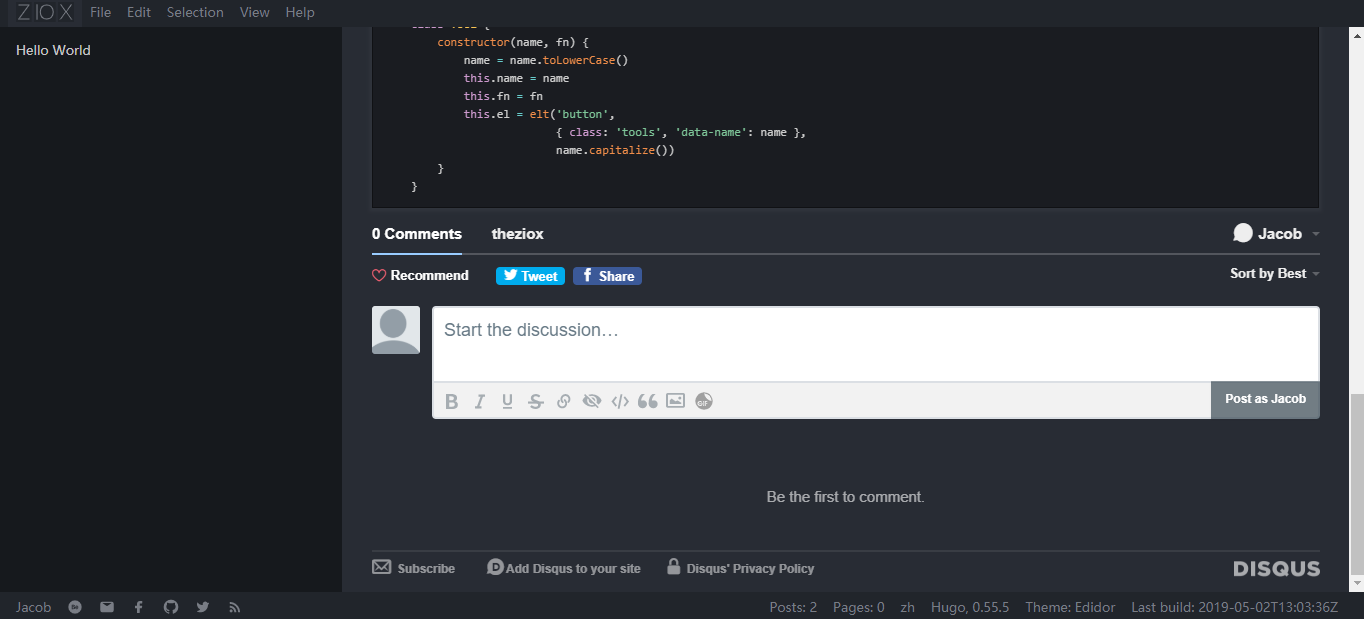 ZIOX File Edit Selection View Help
Hello World
constructor(name, fn) {
name = name.toLowerCase()
this.name = name
this.fn = fn
this.el = elt('button',
{ class: 'tools', 'data-name': name },
name.capitalize())
}
}
0 Comments theziox Jacob
Recommend Tweet Share Sort by Best
Start the discussion…
B I U S </> GIF Post as Jacob
Be the first to comment.
Subscribe Add Disqus to your site Disqus' Privacy Policy DISQUS
Jacob Posts: 2 Pages: 0 zh Hugo, 0.55.5 Theme: Edidor Last build: 2019-05-02T13:03:36Z